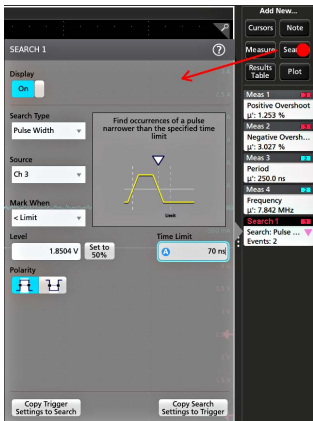 Add New...
Cursors
Note
Measure
Results
Table
Plot
SEARCH 1
?
Display
On
Search Type
Pulse Width
Find occurrences of a pulse
narrower than the specified time
limit
Limit
Source
Ch 3
Mark When
< Limit
Level
1.8504 V
Set to
50%
Time Limit
A
70 ns
Polarity
Copy Trigger
Settings to Search
Copy Search
Settings to Trigger
Meas 1
Positive Overshoot
µ': 1.253 %
Meas 2
Negative Oversh...
µ': 3.027 %
Meas 3
Period
µ': 250.0 ns
Meas 4
Frequency
µ': 7.842 MHz
Search 1
Search: Pulse ...
Events: 2